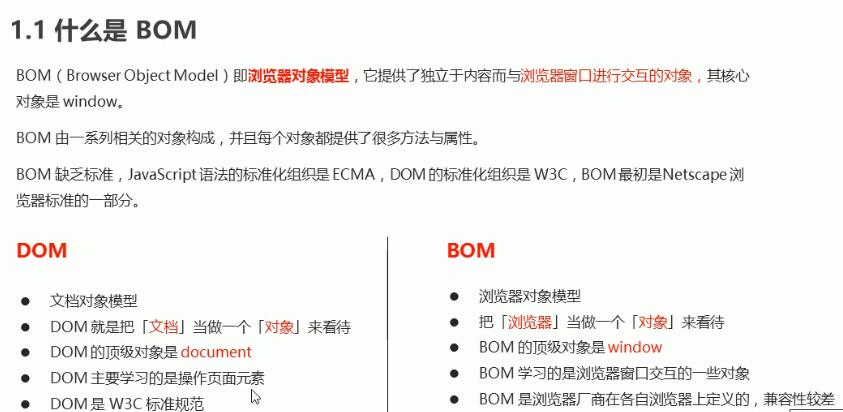 1.1 什么是 BOM
BOM（Browser Object Model）即浏览器对象模型，它提供了独立于内容而与浏览器窗口进行交互的对象，其核心
对象是 window。
BOM 由一系列相关的对象构成，并且每个对象都提供了很多方法与属性。
BOM 缺乏标准，JavaScript 语法的标准化组织是 ECMA，DOM 的标准化组织是 W3C，BOM 最初是Netscape 浏
览器标准的一部分。
DOM
● 文档对象模型
● DOM 就是把「文档」当做一个「对象」来看待
● DOM 的顶级对象是 document
● DOM 主要学习的是操作页面元素
● DOM 是 W3C 标准规范
BOM
● 浏览器对象模型
● 把「浏览器」当做一个「对象」来看待
● BOM 的顶级对象是 window
● BOM 学习的是浏览器窗口交互的一些对象
● BOM 是浏览器厂商在各自浏览器上定义的，兼容性较差